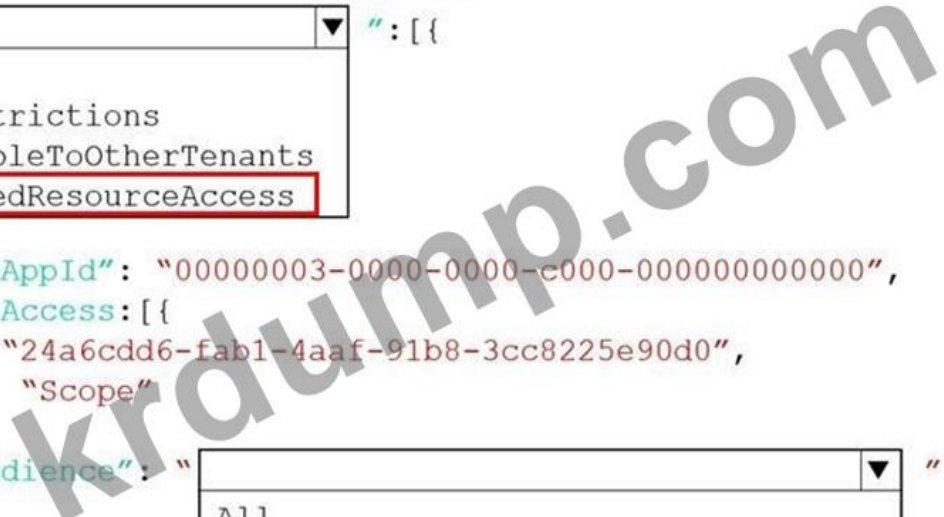 ":[{
trictions
bleToOtherTenants
edResourceAccess
AppId": "00000003-0000-0000-c000-000000000000",
Access:[{
"24a6cdd6-fab1-4aaf-91b8-3cc8225e90d0",
"Scope"
dience": " "
All
krdump.com